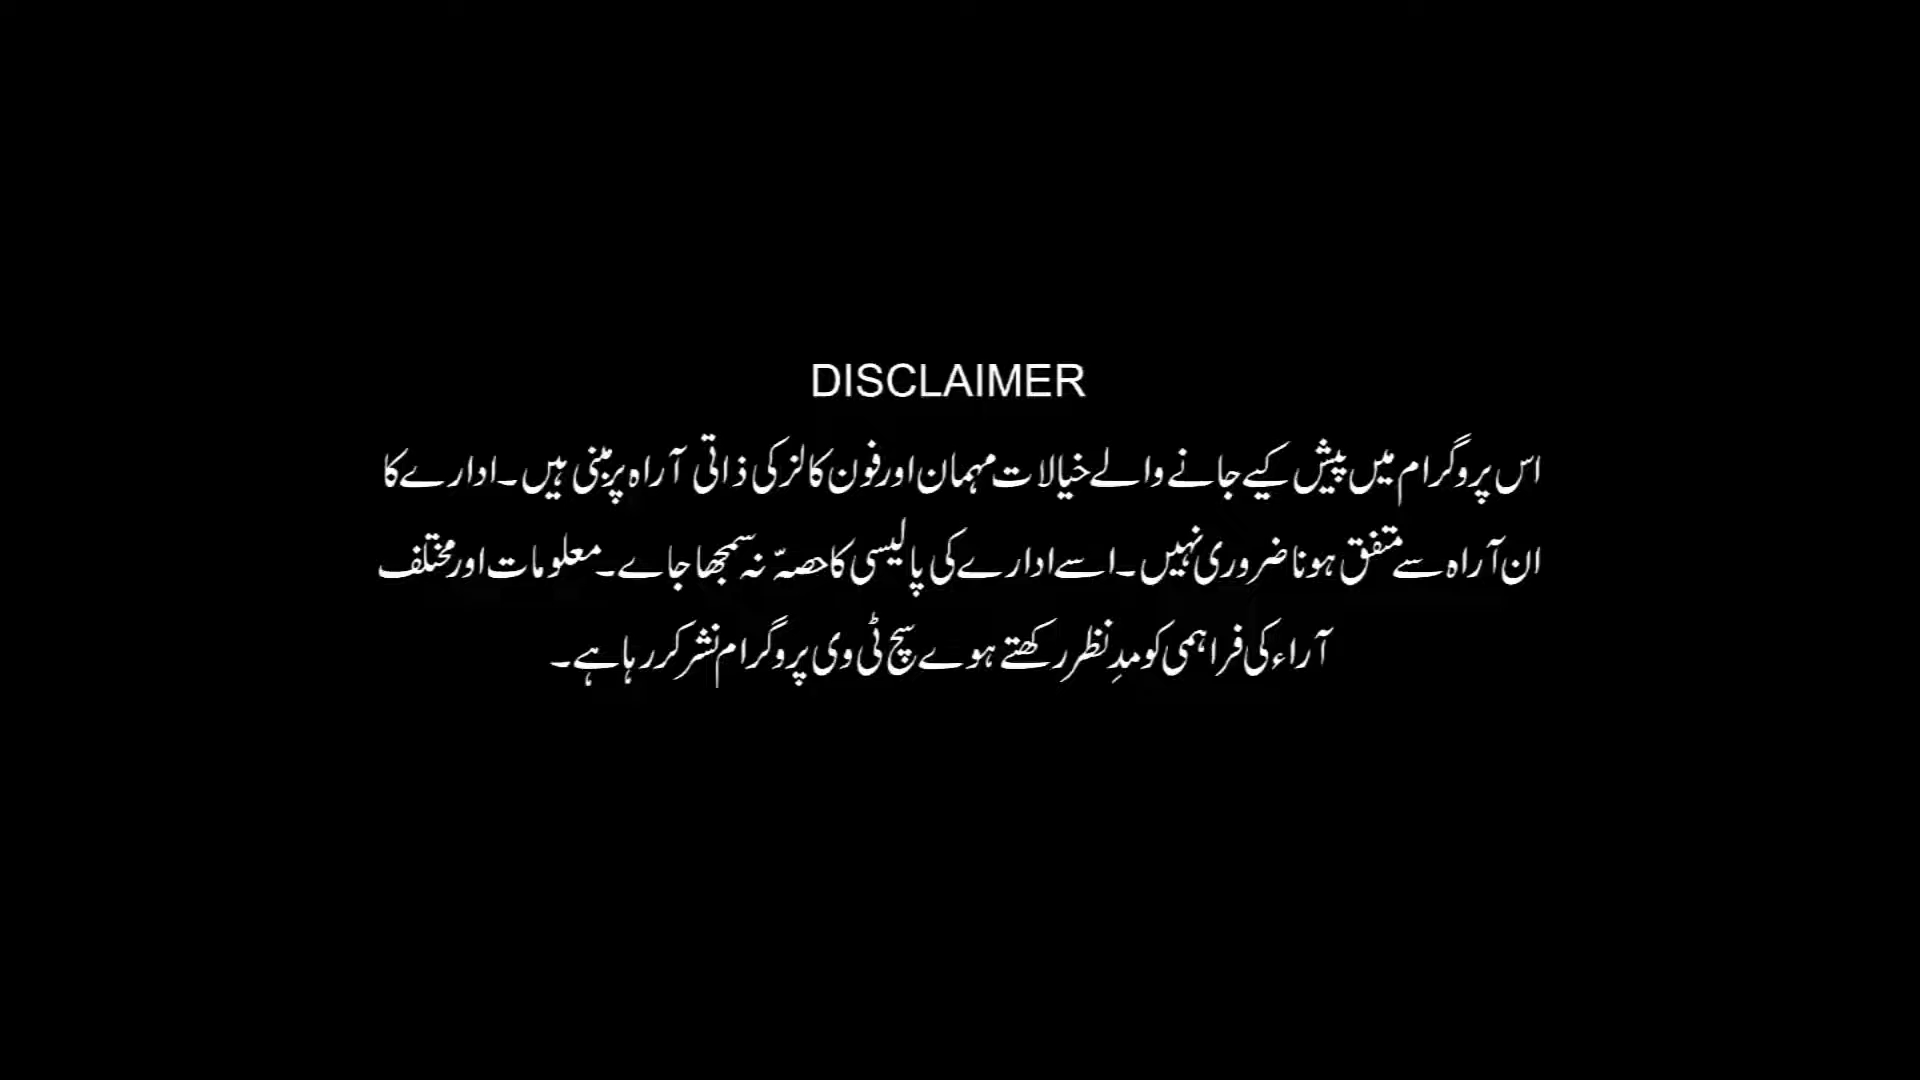 DISCLAIMER
اس پروگرام میں پیش کیے جانے والے خیالات مہمان اور فون کالز کی ذاتی آراہ پر مبنی ہیں۔ ادارے کا
ان آراہ سے متفق ہونا ضروری نہیں۔ اسے ادارے کی پالیسی کا حصہّ نہ سمجھا جاے۔ معلومات اور مختلف
آراء کی فراہمی کو مدِ نظر رکھتے ہوے سچ ٹی وی پروگرام نشر کر رہا ہے۔